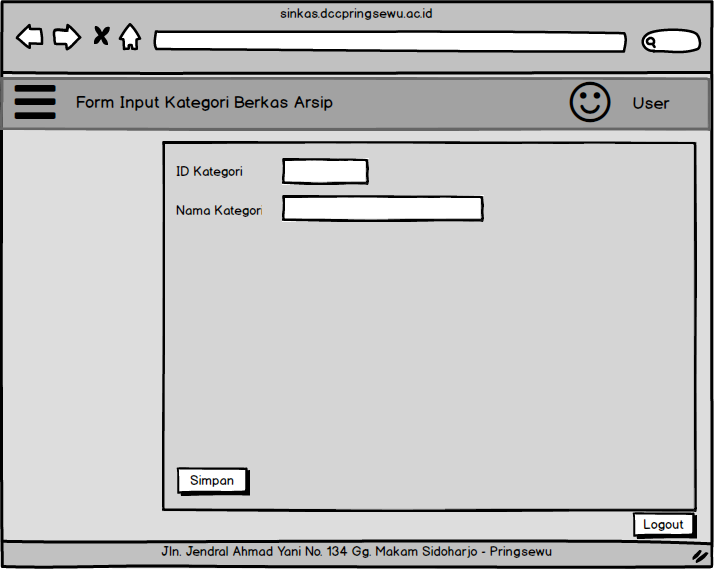 sinkas.dccpringsewu.ac.id
Form Input Kategori Berkas Arsip
User
ID Kategori
Nama Kategori
Simpan
Logout
Jln. Jendral Ahmad Yani No. 134 Gg. Makam Sidoharjo - Pringsewu